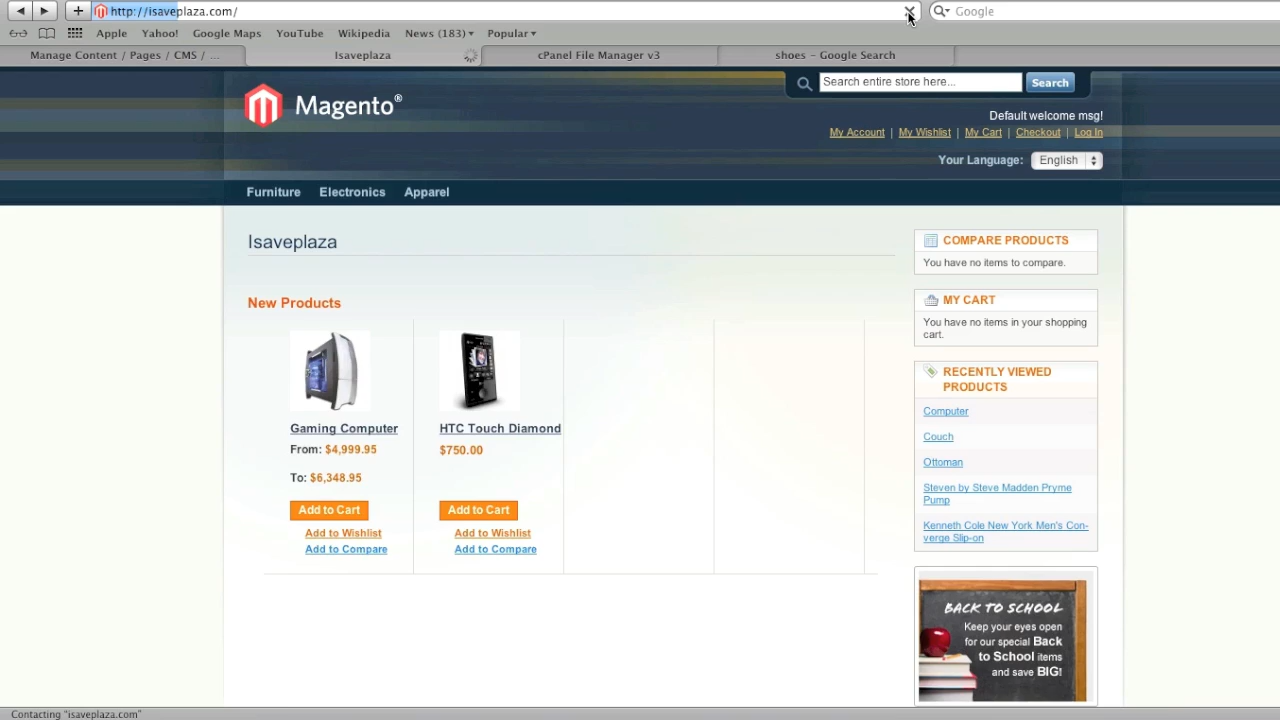 http://isaveplaza.com/
Google
Apple Yahoo! Google Maps YouTube Wikipedia News (183)▾ Popular▾
Manage Content / Pages / CMS / ...
Isaveplaza
cPanel File Manager v3
shoes – Google Search
Magento®
Search entire store here...
Search
Default welcome msg!
My Account | My Wishlist | My Cart | Checkout | Log In
Your Language: English
Furniture Electronics Apparel
Isaveplaza
New Products
Gaming Computer
From: $4,999.95
To: $6,348.95
Add to Cart
Add to Wishlist
Add to Compare
HTC Touch Diamond
$750.00
Add to Cart
Add to Wishlist
Add to Compare
COMPARE PRODUCTS
You have no items to compare.
MY CART
You have no items in your shopping
cart.
RECENTLY VIEWED
PRODUCTS
Computer
Couch
Ottoman
Steven by Steve Madden Pryme
Pump
Kenneth Cole New York Men's Con-
verge Slip-on
BACK TO SCHOOL
Keep your eyes open
for our special Back
to School items
and save BIG!
Contacting "isaveplaza.com"